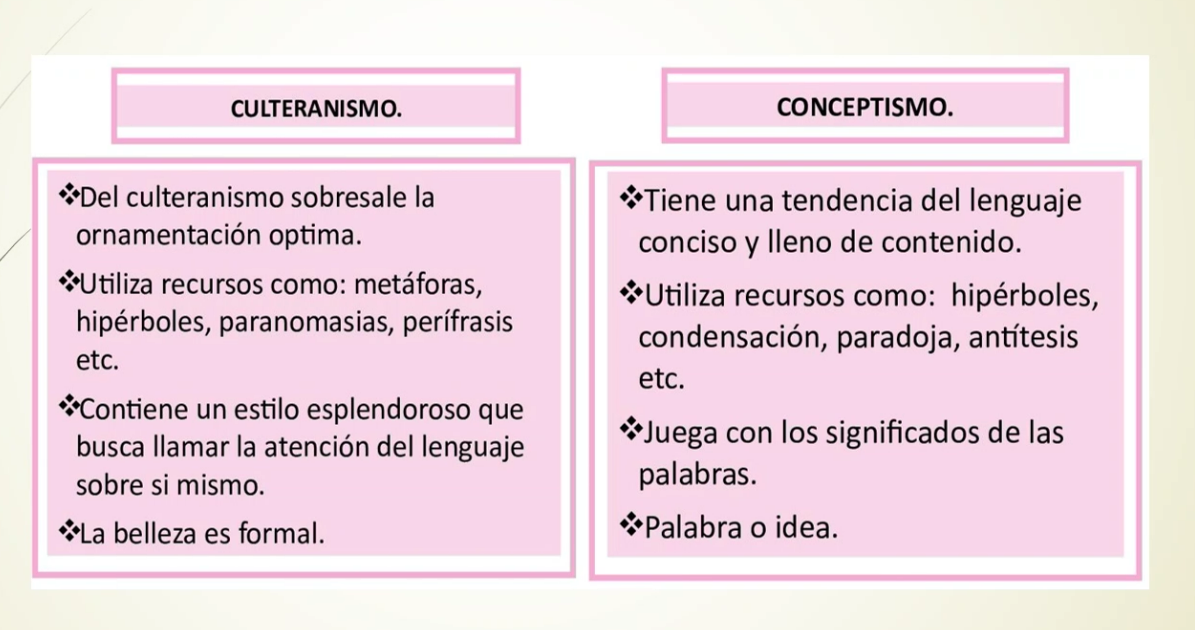 CULTERANISMO.
❖Del culteranismo sobresale la
ornamentación optima.
❖Utiliza recursos como: metáforas,
hipérboles, paranomasias, perífrasis
etc.
❖Contiene un estilo esplendoroso que
busca llamar la atención del lenguaje
sobre si mismo.
❖La belleza es formal.
CONCEPTISMO.
❖Tiene una tendencia del lenguaje
conciso y lleno de contenido.
❖Utiliza recursos como:  hipérboles,
condensación, paradoja, antítesis
etc.
❖Juega con los significados de las
palabras.
❖Palabra o idea.